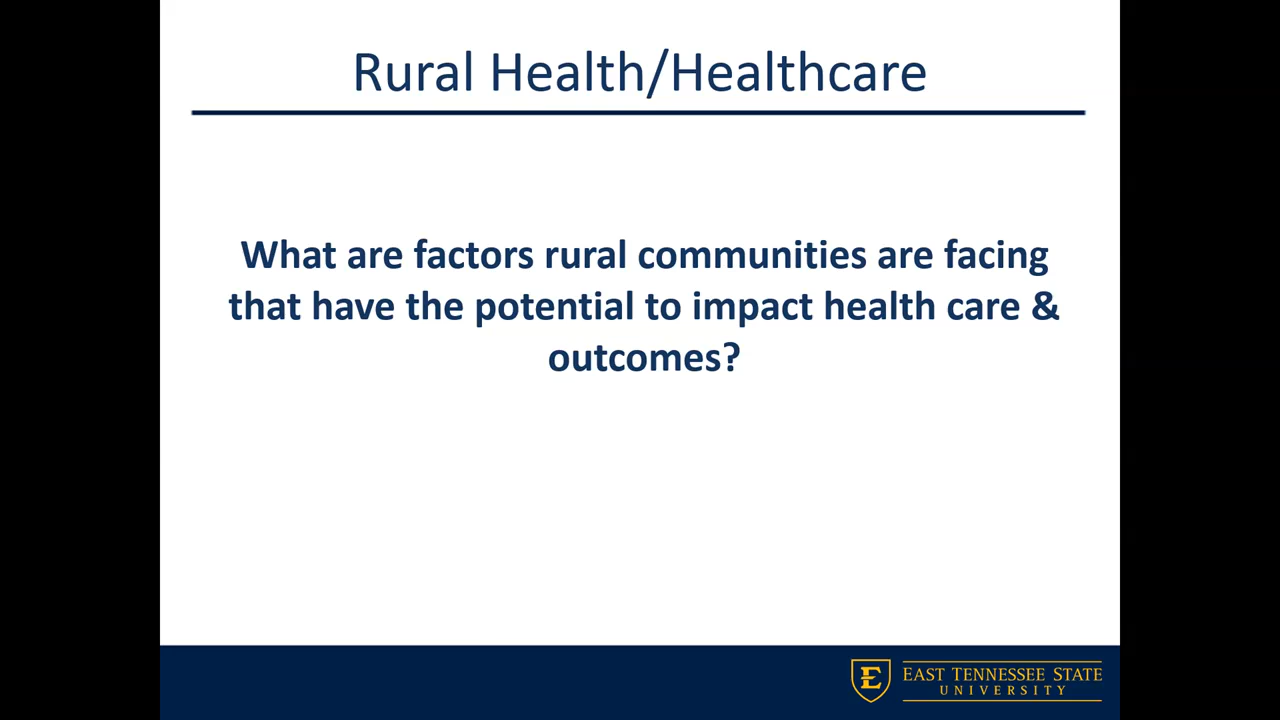 Rural Health/Healthcare
What are factors rural communities are facing
that have the potential to impact health care &
outcomes?
E
EAST TENNESSEE STATE
UNIVERSITY